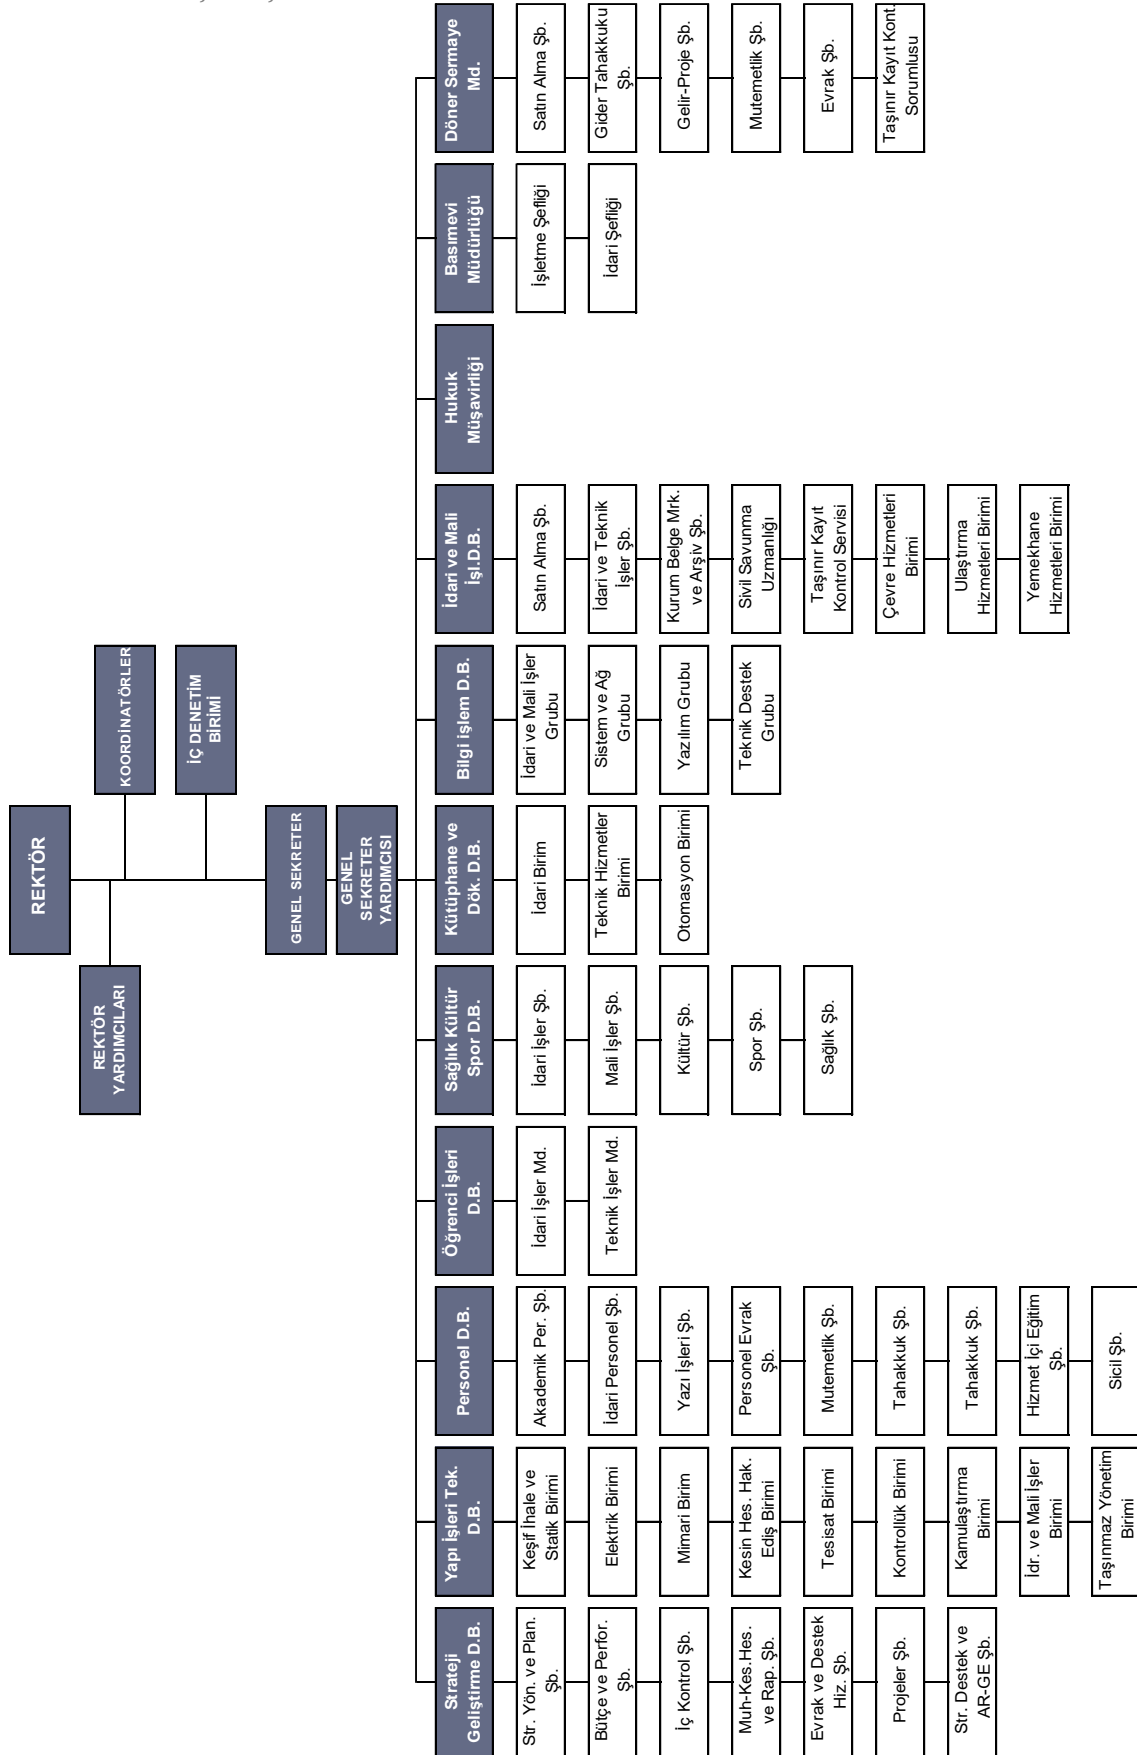 REKTÖR
REKTÖR
YARDIMCILARI
KOORDİNATÖRLER
İÇ DENETİM
BİRİMİ
GENEL SEKRETER
GENEL
SEKRETER
YARDIMCISI
Strateji
Geliştirme D.B.
Str. Yön. ve Plan.
Şb.
Bütçe ve Perfor.
Şb.
İç Kontrol Şb.
Muh-Kes.Hes.
ve Rap. Şb.
Evrak ve Destek
Hiz. Şb.
Projeler Şb.
Str. Destek ve
AR-GE Şb.
Yapı İşleri Tek.
D.B.
Keşif İhale ve
Statik Birimi
Elektrik Birimi
Mimari Birim
Kesin Hes. Hak.
Ediş Birimi
Tesisat Birimi
Kontrollük Birimi
Kamulaştırma
Birimi
İdr. ve Mali İşler
Birimi
Taşınmaz Yönetim
Birimi
Personel D.B.
Akademik Per. Şb.
İdari Personel Şb.
Yazı İşleri Şb.
Personel Evrak
Şb.
Mutemetlik Şb.
Tahakkuk Şb.
Tahakkuk Şb.
Hizmet İçi Eğitim
Şb.
Sicil Şb.
Öğrenci İşleri
D.B.
İdari İşler Md.
Teknik İşler Md.
Sağlık Kültür
Spor D.B.
İdari İşler Şb.
Mali İşler Şb.
Kültür Şb.
Spor Şb.
Sağlık Şb.
Kütüphane ve
Dök. D.B.
İdari Birim
Teknik Hizmetler
Birimi
Otomasyon Birimi
Bilgi işlem D.B.
İdari ve Mali İşler
Grubu
Sistem ve Ağ
Grubu
Yazılım Grubu
Teknik Destek
Grubu
İdari ve Mali
İşl.D.B.
Satın Alma Şb.
İdari ve Teknik
İşler Şb.
Kurum Belge Mrk.
ve Arşiv Şb.
Sivil Savunma
Uzmanlığı
Taşınır Kayıt
Kontrol Servisi
Çevre Hizmetleri
Birimi
Ulaştırma
Hizmetleri Birimi
Yemekhane
Hizmetleri Birimi
Hukuk
Müşavirliği
Basımevi
Müdürlüğü
İşletme Şefliği
İdari Şefliği
Döner Sermaye
Md.
Satın Alma Şb.
Gider Tahakkuku
Şb.
Gelir-Proje Şb.
Mutemetlik Şb.
Evrak Şb.
Taşınır Kayıt Kont.
Sorumlusu